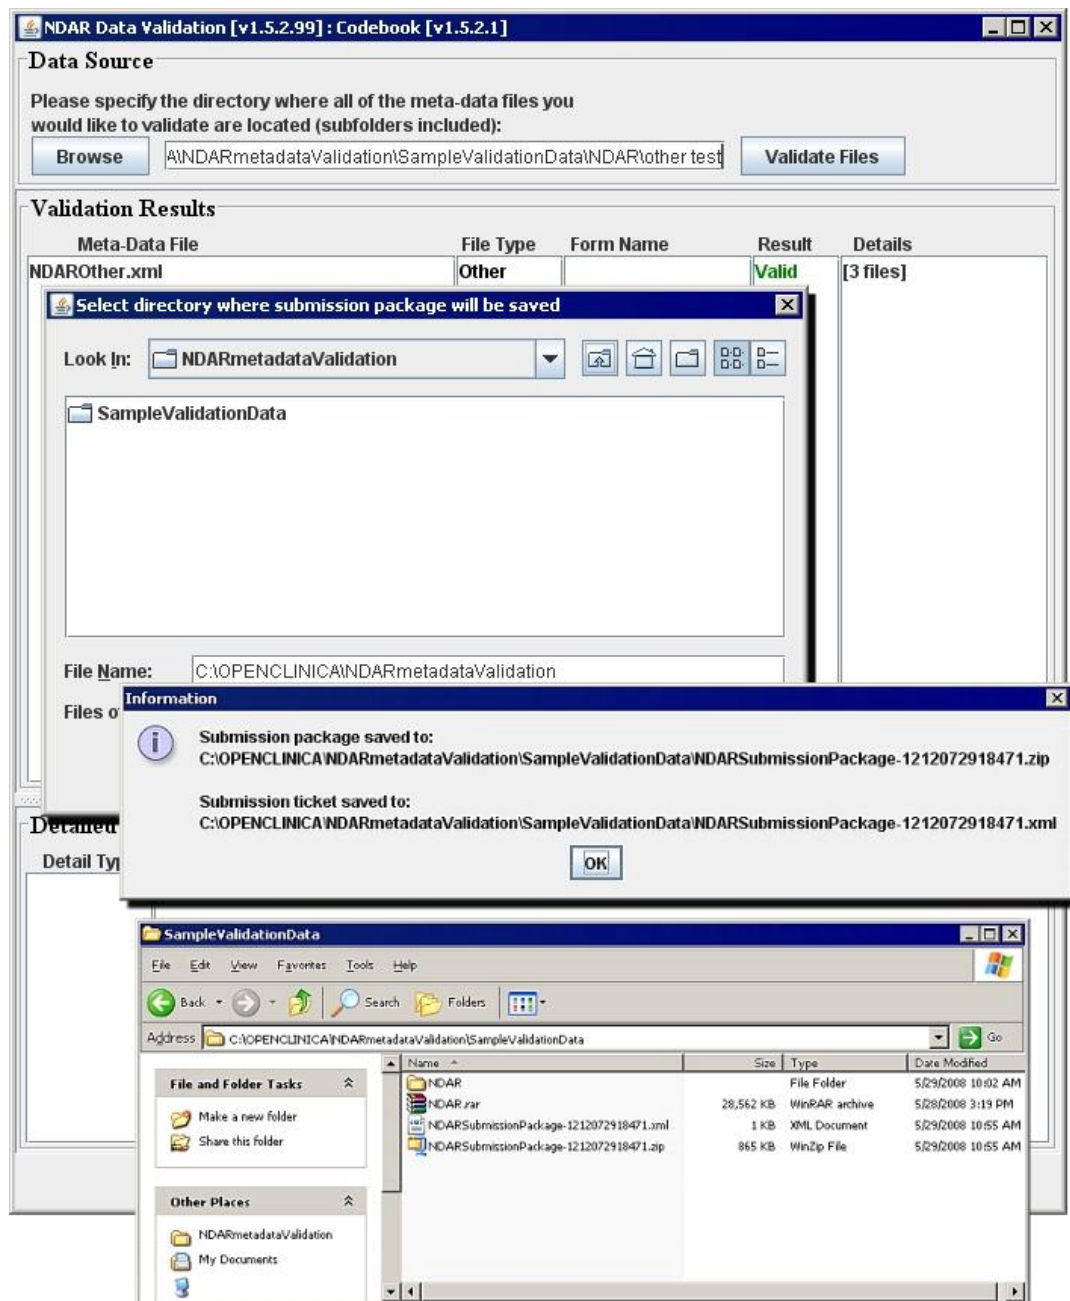 NDAR Data Validation [v1.5.2.99] : Codebook [v1.5.2.1]
Data Source
Please specify the directory where all of the meta-data files you
would like to validate are located (subfolders included):
Browse A\NDARmetadataValidation\SampleValidationData\NDAR\other test Validate Files
Validation Results
Meta-Data File File Type Form Name Result Details
NDAROther.xml Other Valid [3 files]
Select directory where submission package will be saved
Look In: NDARmetadataValidation
SampleValidationData
File Name: C:\OPENCLINICA\NDARmetadataValidation
Files o
Information
Submission package saved to:
C:\OPENCLINICA\NDARmetadataValidation\SampleValidationData\NDARSubmissionPackage-1212072918471.zip
Submission ticket saved to:
C:\OPENCLINICA\NDARmetadataValidation\SampleValidationData\NDARSubmissionPackage-1212072918471.xml
OK
Detailed
Detail Typ
SampleValidationData
File Edit View Favorites Tools Help
Back Search Folders
Address C:\OPENCLINICA\NDARmetadataValidation\SampleValidationData Go
Name Size Type Date Modified
NDAR File Folder 5/29/2008 10:02 AM
NDAR.rar 28,562 KB WinRAR archive 5/28/2008 3:19 PM
NDARSubmissionPackage-1212072918471.xml 1 KB XML Document 5/29/2008 10:55 AM
NDARSubmissionPackage-1212072918471.zip 865 KB WinZip File 5/29/2008 10:55 AM
File and Folder Tasks
Make a new folder
Share this folder
Other Places
NDARmetadataValidation
My Documents